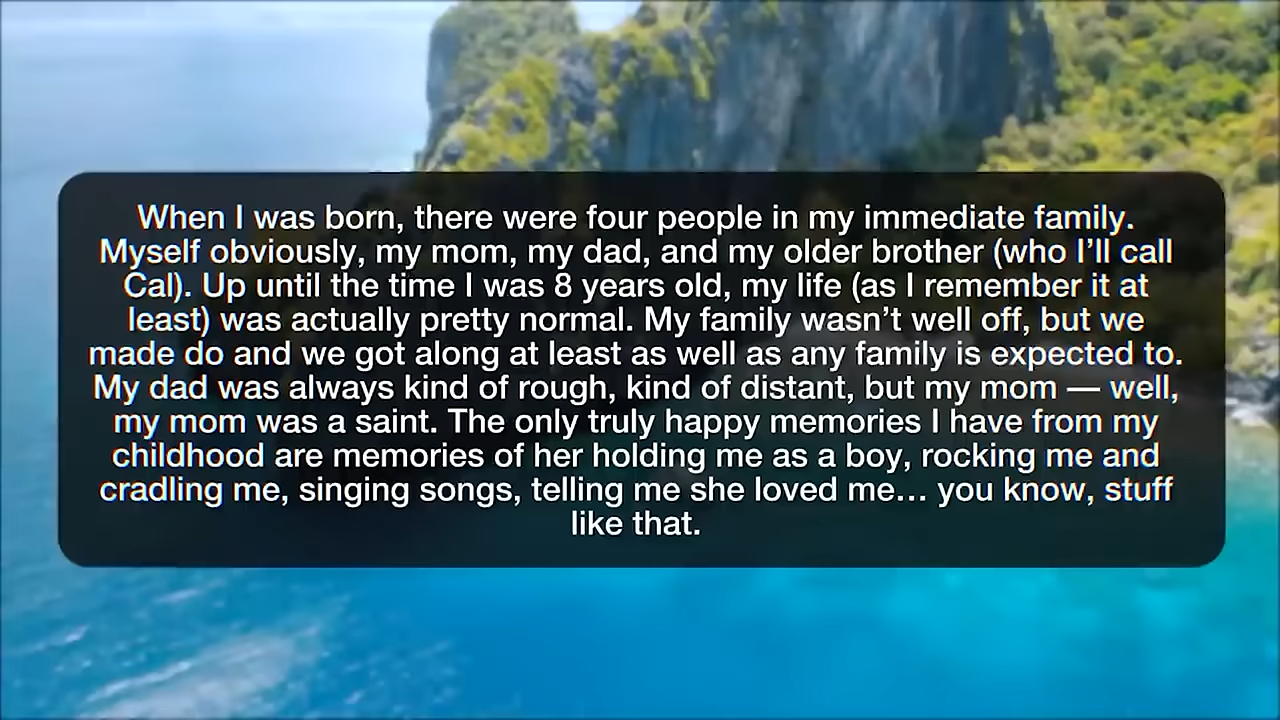 When I was born, there were four people in my immediate family.
Myself obviously, my mom, my dad, and my older brother (who I’ll call
Cal). Up until the time I was 8 years old, my life (as I remember it at
least) was actually pretty normal. My family wasn’t well off, but we
made do and we got along at least as well as any family is expected to.
My dad was always kind of rough, kind of distant, but my mom — well,
my mom was a saint. The only truly happy memories I have from my
childhood are memories of her holding me as a boy, rocking me and
cradling me, singing songs, telling me she loved me... you know, stuff
like that.